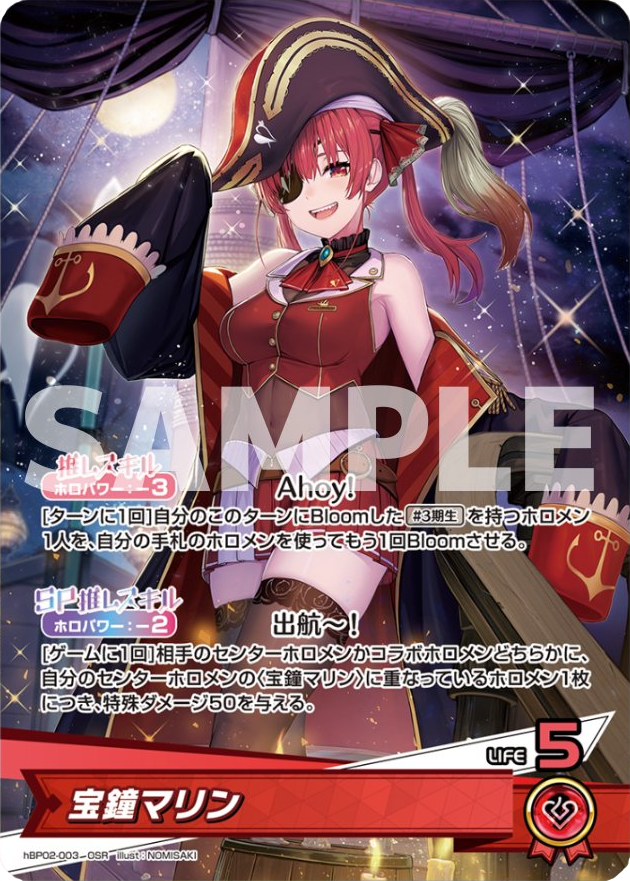 SAMPLE
推しスキル
ホロパワー:-3
Ahoy!
[ターンに1回]自分のこのターンにBloomした #3期生 を持つホロメン
1人を、自分の手札のホロメンを使ってもう1回Bloomさせる。
SP推しスキル
ホロパワー:-2
出航~!
[ゲームに1回]相手のセンターホロメンかコラボホロメンどちらかに、
自分のセンターホロメンの〈宝鐘マリン〉に重なっているホロメン1枚
につき、特殊ダメージ50を与える。
LIFE 5
宝鐘マリン
hBP02-003 OSR illust:NOMISAKI